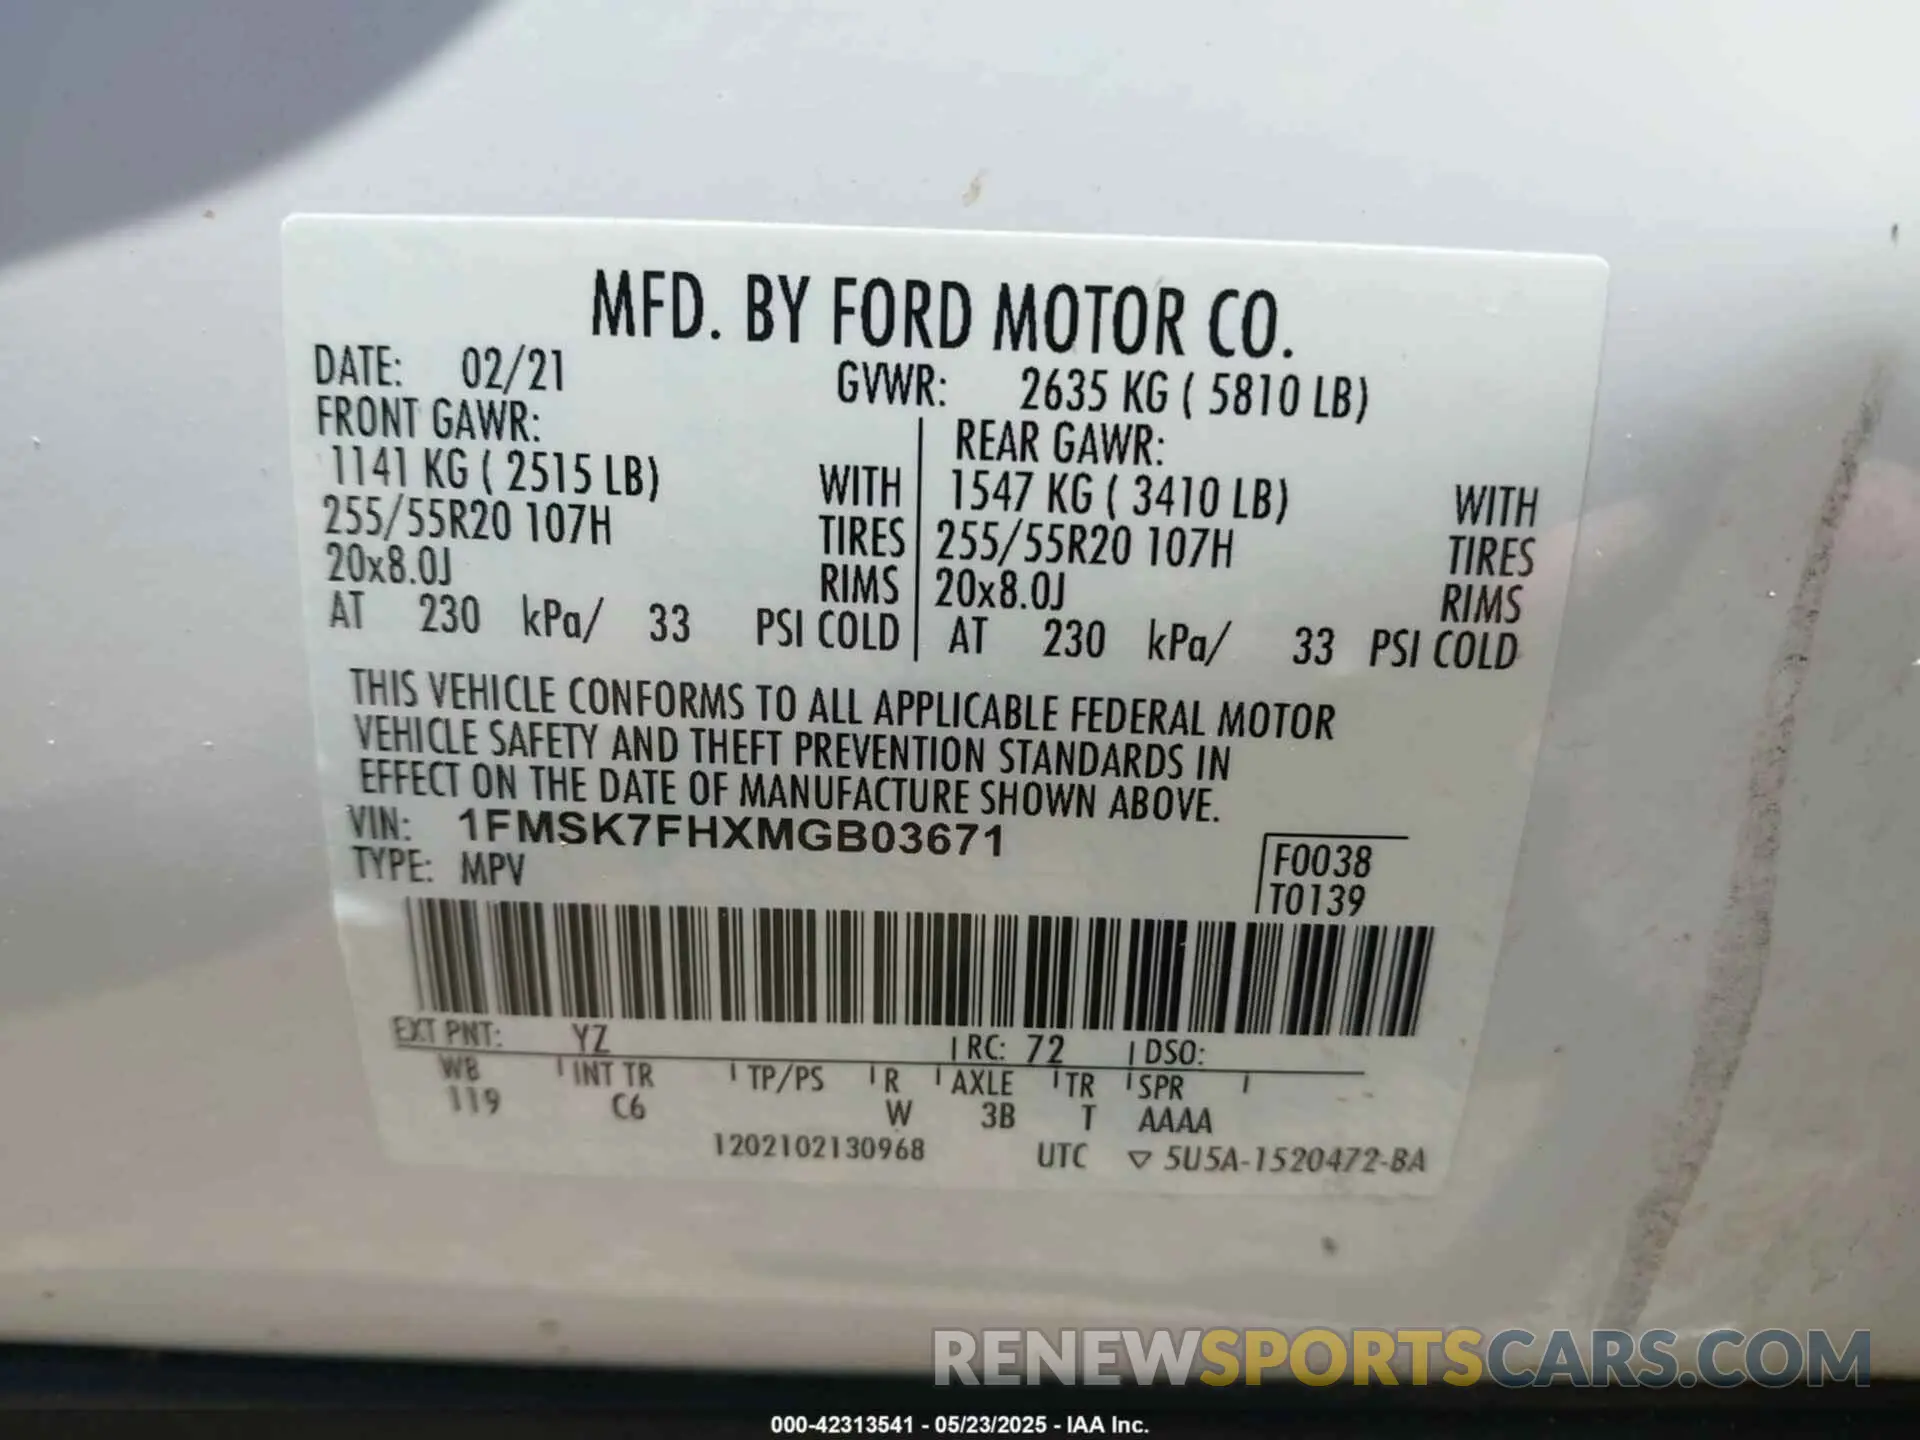 MFD. BY FORD MOTOR CO.
DATE: 02/21 GVWR: 2635 KG ( 5810 LB)
FRONT GAWR: REAR GAWR:
1141 KG ( 2515 LB) WITH 1547 KG ( 3410 LB) WITH
255/55R20 107H TIRES 255/55R20 107H TIRES
20x8.0J RIMS 20x8.0J RIMS
AT 230 kPa/ 33 PSI COLD AT 230 kPa/ 33 PSI COLD
THIS VEHICLE CONFORMS TO ALL APPLICABLE FEDERAL MOTOR
VEHICLE SAFETY AND THEFT PREVENTION STANDARDS IN
EFFECT ON THE DATE OF MANUFACTURE SHOWN ABOVE.
VIN: 1FMSK7FHXMGB03671
TYPE: MPV
F0038
T0139
EXT PNT: YZ RC: 72 DSO:
WB INT TR TP/PS R AXLE TR SPR
119 C6 W 3B T AAAA
1202102130968 UTC ▽ 5U5A-1520472-BA
RENEWSPORTSCARS.COM
000-42313541 - 05/23/2025 - IAA Inc.